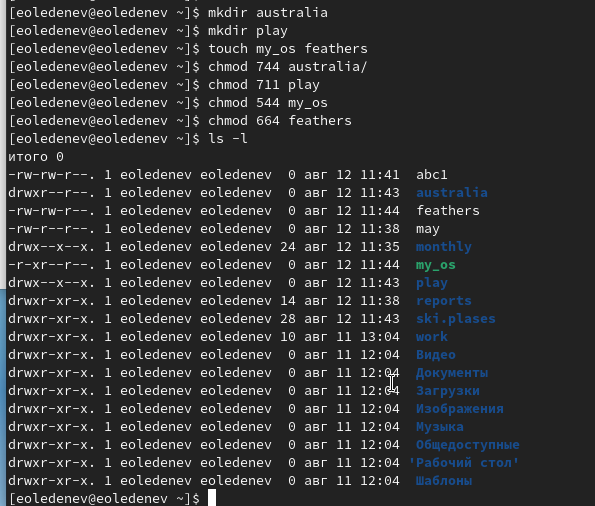 [eoledenev@eoledenev ~]$ mkdir australia
[eoledenev@eoledenev ~]$ mkdir play
[eoledenev@eoledenev ~]$ touch my_os feathers
[eoledenev@eoledenev ~]$ chmod 744 australia/
[eoledenev@eoledenev ~]$ chmod 711 play
[eoledenev@eoledenev ~]$ chmod 544 my_os
[eoledenev@eoledenev ~]$ chmod 664 feathers
[eoledenev@eoledenev ~]$ ls -l
итого 0
-rw-rw-r--. 1 eoledenev eoledenev  0 авг 12 11:41  abc1
drwxr--r--. 1 eoledenev eoledenev  0 авг 12 11:43  australia
-rw-rw-r--. 1 eoledenev eoledenev  0 авг 12 11:44  feathers
-rw-r--r--. 1 eoledenev eoledenev  0 авг 12 11:38  may
drwx--x--x. 1 eoledenev eoledenev 24 авг 12 11:35  monthly
-r-xr--r--. 1 eoledenev eoledenev  0 авг 12 11:44  my_os
drwx--x--x. 1 eoledenev eoledenev  0 авг 12 11:43  play
drwxr-xr-x. 1 eoledenev eoledenev 14 авг 12 11:38  reports
drwxr-xr-x. 1 eoledenev eoledenev 28 авг 12 11:43  ski.plases
drwxr-xr-x. 1 eoledenev eoledenev 10 авг 11 13:04  work
drwxr-xr-x. 1 eoledenev eoledenev  0 авг 11 12:04  Видео
drwxr-xr-x. 1 eoledenev eoledenev  0 авг 11 12:04  Документы
drwxr-xr-x. 1 eoledenev eoledenev  0 авг 11 12:04  Загрузки
drwxr-xr-x. 1 eoledenev eoledenev  0 авг 11 12:04  Изображения
drwxr-xr-x. 1 eoledenev eoledenev  0 авг 11 12:04  Музыка
drwxr-xr-x. 1 eoledenev eoledenev  0 авг 11 12:04  Общедоступные
drwxr-xr-x. 1 eoledenev eoledenev  0 авг 11 12:04 'Рабочий стол'
drwxr-xr-x. 1 eoledenev eoledenev  0 авг 11 12:04  Шаблоны
[eoledenev@eoledenev ~]$